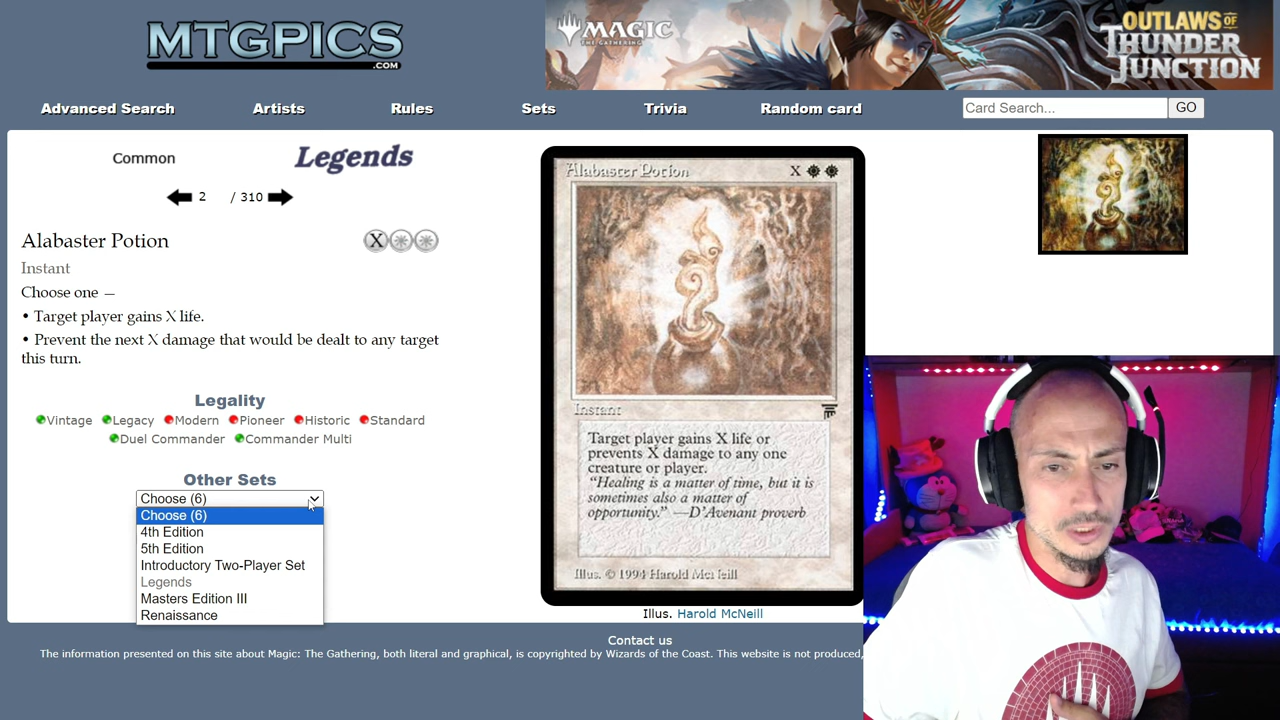 MTGPICS
.COM
MAGIC
THE GATHERING
OUTLAWS OF
THUNDER
JUNCTION
Advanced Search
Artists
Rules
Sets
Trivia
Random card
Card Search...
GO
Common
Legends
2 / 310
Alabaster Potion
X
Instant
Choose one —
• Target player gains X life.
• Prevent the next X damage that would be dealt to any target
this turn.
Legality
Vintage Legacy Modern Pioneer Historic Standard
Duel Commander Commander Multi
Other Sets
Choose (6)
Choose (6)
4th Edition
5th Edition
Introductory Two-Player Set
Legends
Masters Edition III
Renaissance
Alabaster Potion X
Instant
Target player gains X life or
prevents X damage to any one
creature or player.
“Healing is a matter of time, but it is
sometimes also a matter of
opportunity.” —D'Avenant proverb
Illus. © 1994 Harold McNeill
Illus. Harold McNeill
Contact us
The information presented on this site about Magic: The Gathering, both literal and graphical, is copyrighted by Wizards of the Coast. This website is not produced,